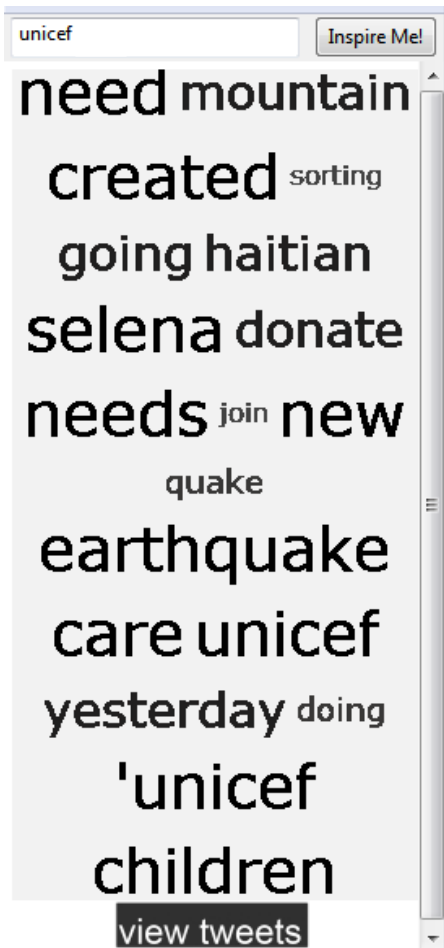 unicef Inspire Me!
need mountain
created sorting
going haitian
selena donate
needs join new
quake
earthquake
care unicef
yesterday doing
'unicef
children
view tweets